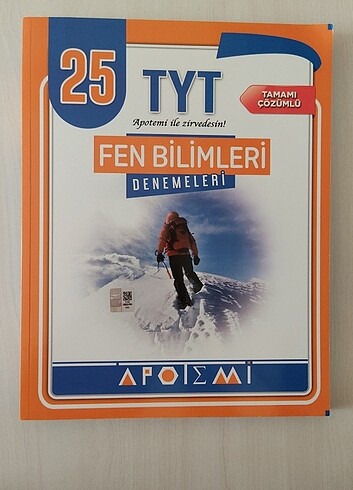 25
TYT
Apotemi ile zirvedesin!
TAMAMI
ÇÖZÜMLÜ
FEN BİLİMLERİ
DENEMELERİ
APOTEMİ